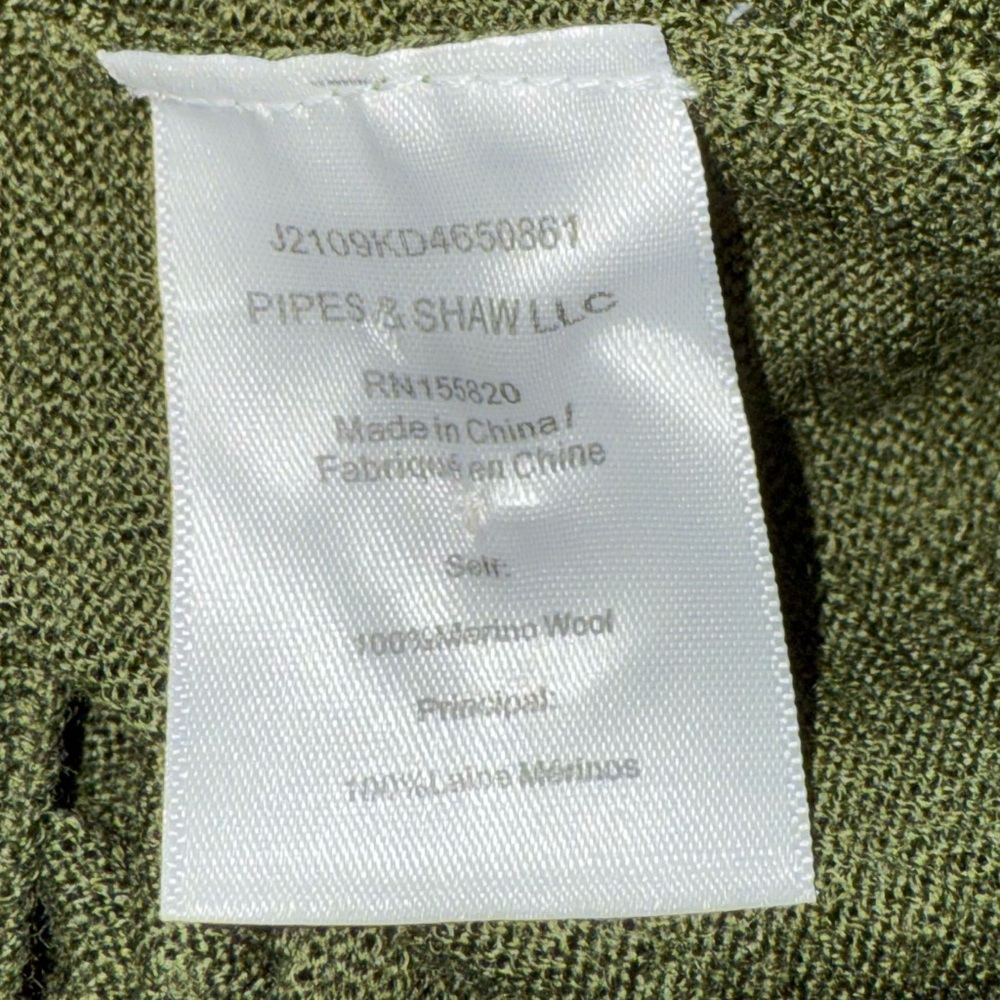 J2109KD4650861
PIPES & SHAW LLC
RN155820
Made in China /
Fabriqué en Chine
Self:
100%Merino Wool
Principal:
100%Laine Mérinos